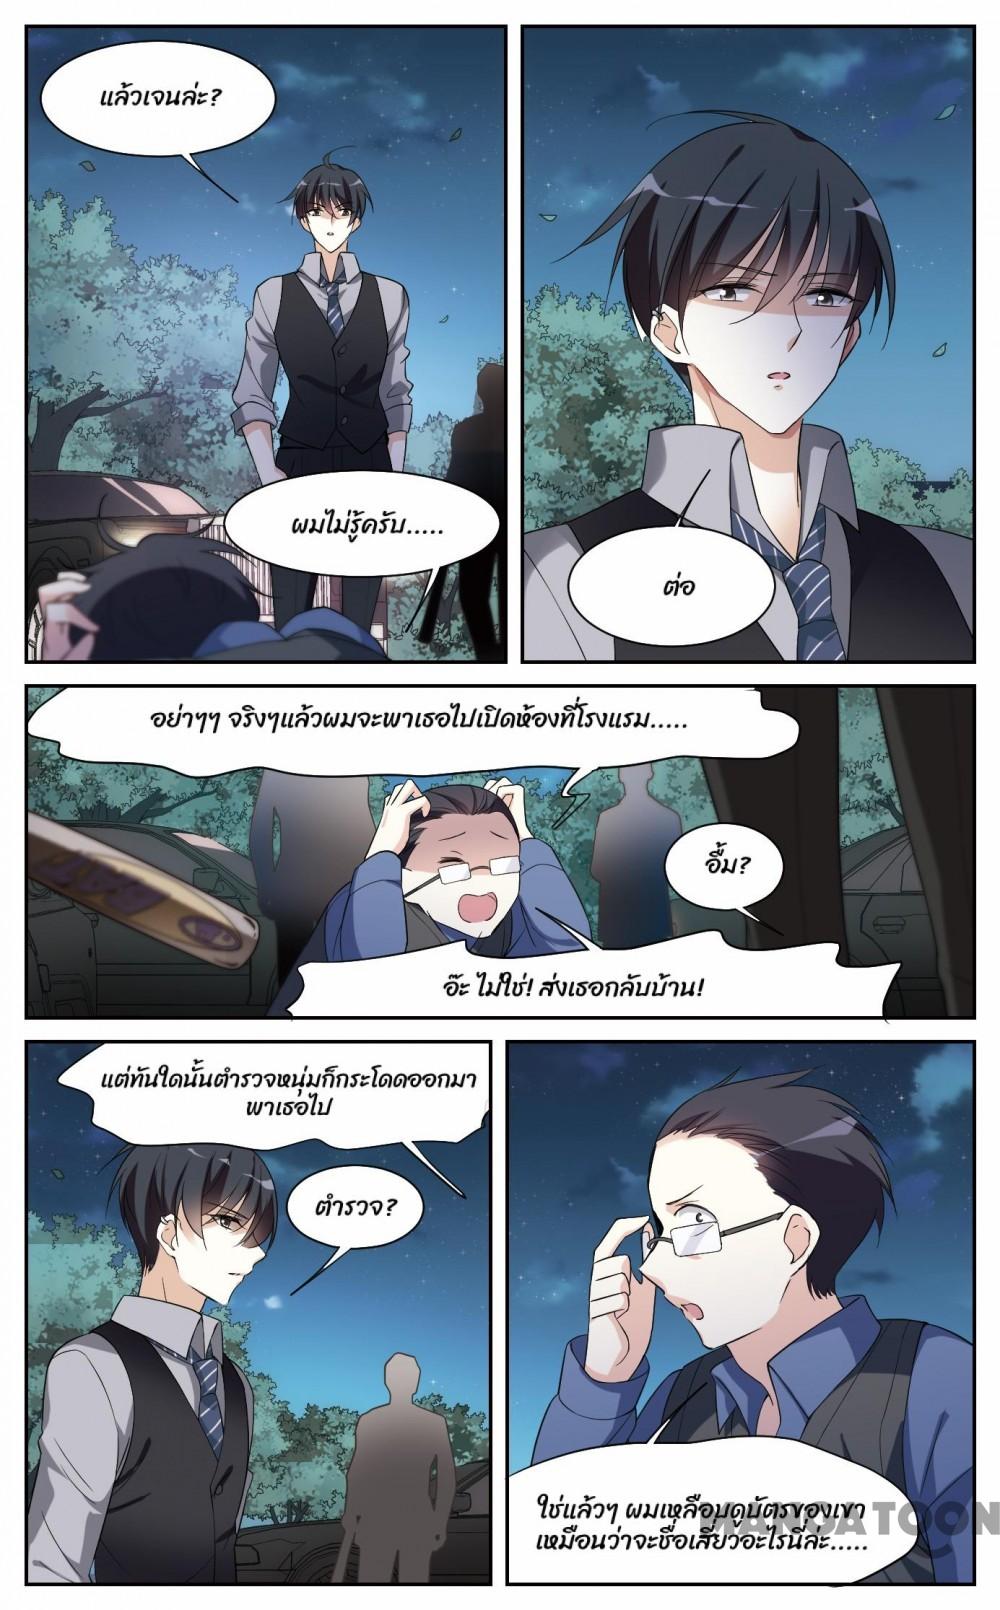 แล้วเจนล่ะ?
ผมไม่รู้ครับ.....
ต่อ
อย่าๆๆ จริงๆแล้วผมจะพาเธอไปเปิดห้องที่โรงแรม.....
อื้ม?
อ๊ะ ไม่ใช่! ส่งเธอกลับบ้าน!
แต่ทันใดนั้นตำรวจหนุ่มก็กระโดดออกมา
พาเธอไป
ตำรวจ?
ใช่แล้วๆ ผมเหลือบดูบัตรของเขา
เหมือนว่าจะชื่อเสี่ยวอะไรนี่ละ.....
MANGATOON